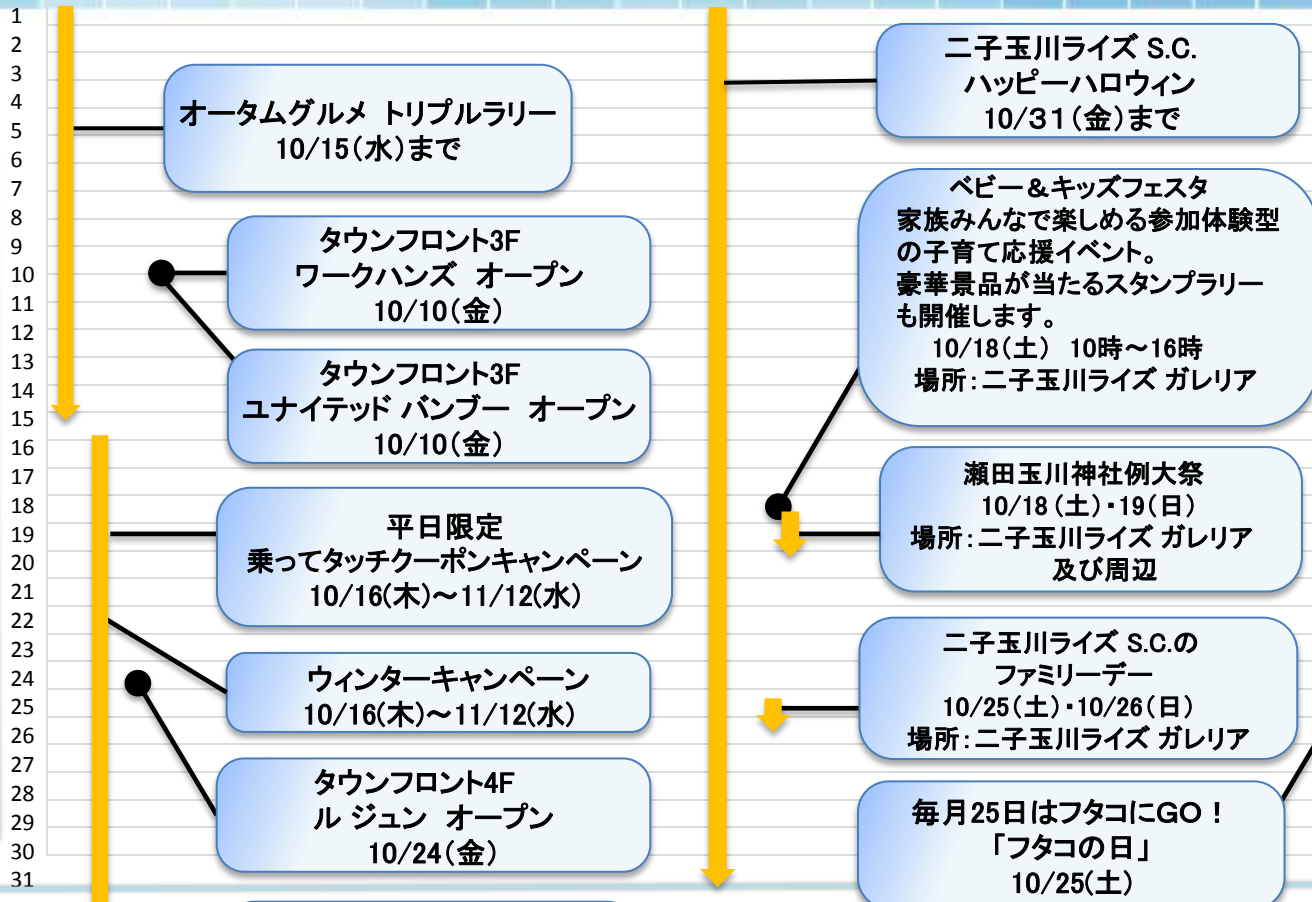 1
2
3
4
5
6
7
8
9
10
11
12
13
14
15
16
17
18
19
20
21
22
23
24
25
26
27
28
29
30
31
オータムグルメ トリプルラリー
10/15(水)まで
タウンフロント3F
ワークハンズ オープン
10/10(金)
タウンフロント3F
ユナイテッド バンブー オープン
10/10(金)
平日限定
乗ってタッチクーポンキャンペーン
10/16(木)～11/12(水)
ウィンターキャンペーン
10/16(木)～11/12(水)
タウンフロント4F
ル ジュン オープン
10/24(金)
二子玉川ライズ S.C.
ハッピーハロウィン
10/31(金)まで
ベビー＆キッズフェスタ
家族みんなで楽しめる参加体験型
の子育て応援イベント。
豪華景品が当たるスタンプラリー
も開催します。
10/18(土) 10時～16時
場所：二子玉川ライズ ガレリア
瀬田玉川神社例大祭
10/18(土)・19(日)
場所：二子玉川ライズ ガレリア
及び周辺
二子玉川ライズ S.C.の
ファミリーデー
10/25(土)・10/26(日)
場所：二子玉川ライズ ガレリア
毎月25日はフタコにGO！
「フタコの日」
10/25(土)